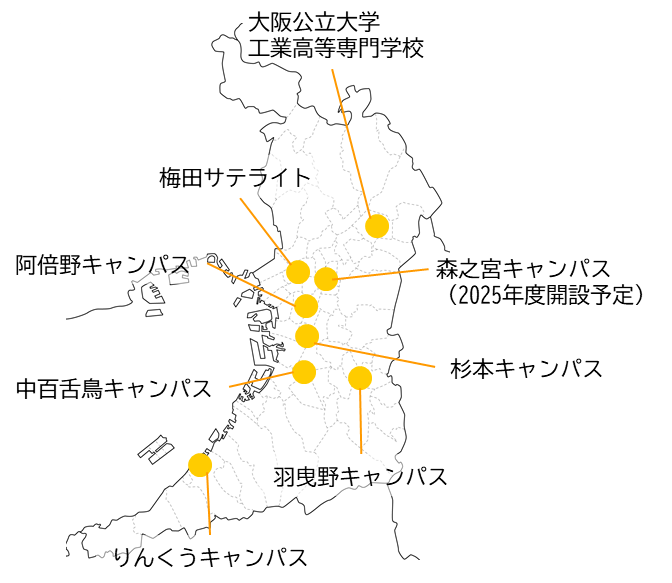 大阪公立大学
工業高等専門学校
梅田サテライト
阿倍野キャンパス
森之宮キャンパス
（2025年度開設予定）
杉本キャンパス
中百舌鳥キャンパス
羽曳野キャンパス
りんくうキャンパス